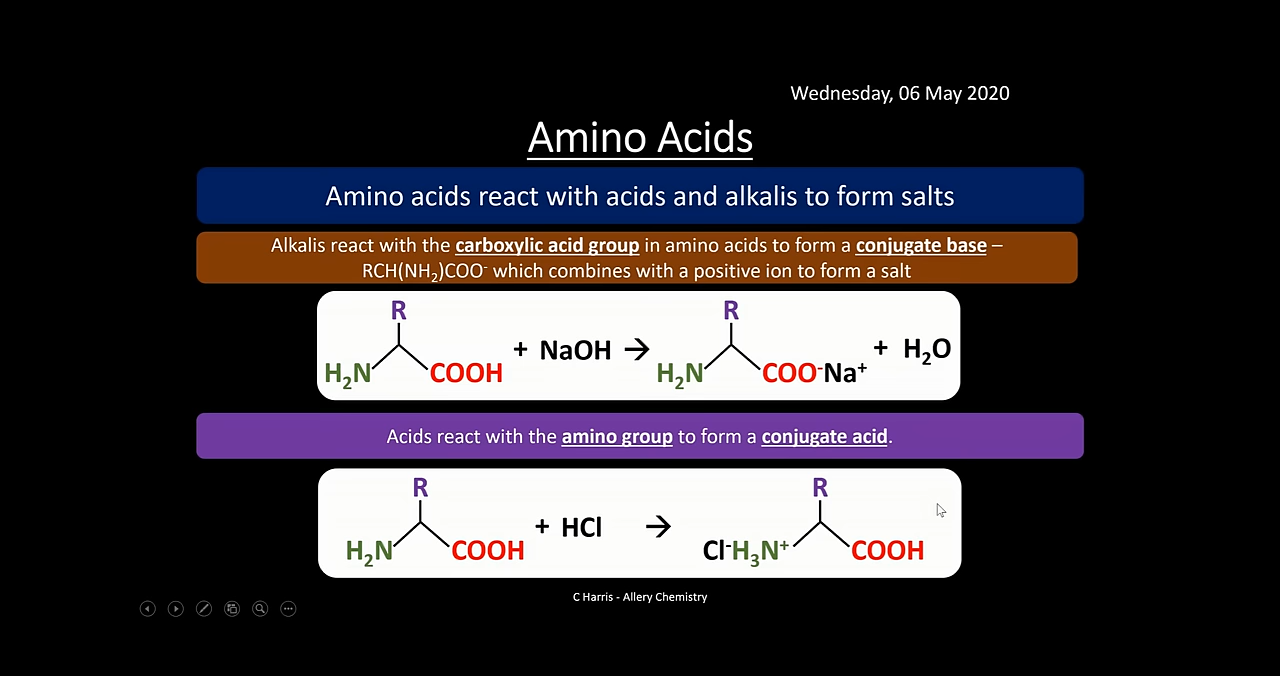 Wednesday, 06 May 2020
Amino Acids
Amino acids react with acids and alkalis to form salts
Alkalis react with the carboxylic acid group in amino acids to form a conjugate base –
RCH(NH₂)COO⁻ which combines with a positive ion to form a salt
R R
+ NaOH → + H₂O
H₂N COOH H₂N COO⁻Na⁺
Acids react with the amino group to form a conjugate acid.
R R
+ HCl →
H₂N COOH Cl⁻H₃N⁺ COOH
C Harris - Allery Chemistry